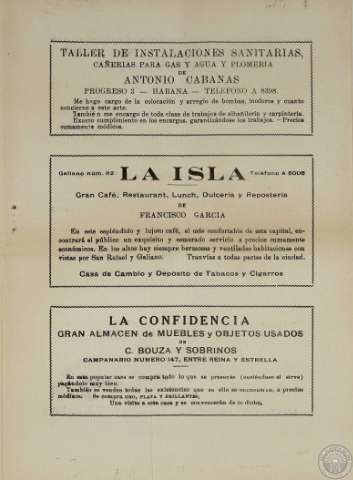 TALLER DE INSTALACIONES SANITARIAS,
CAÑERIAS PARA GAS Y AGUA Y PLOMERIA
DE
ANTONIO CABANAS
PROGRESO 3 — HABANA — TELEFONO A 8398.
Me hago cargo de la colocación y arreglo de bombas, inodoros y cuanto
concierne a este arte.
También me encargo de toda clase de trabajos de albañilería y carpintería.
Exacto cumplimiento en los encargos, garantizándose los trabajos. — Precios
sumamente módicos.
Galiano núm. 82 LA ISLA Teléfono A 5006
Gran Café, Restaurant, Lunch, Dulcería y Repostería
DE
FRANCISCO GARCIA
En este espléndido y lujoso café, el más confortable de esta capital, en-
contrará el público un exquisito y esmerado servicio a precios sumamente
económicos. En los altos hay siempre hermosas y ventiladas habitaciones con
vistas por San Rafael y Galiano. Tranvías a todas partes de la ciudad.
Casa de Cambio y Depósito de Tabacos y Cigarros
LA CONFIDENCIA
GRAN ALMACEN de MUEBLES y OBJETOS USADOS
DE
C. BOUZA Y SOBRINOS
CAMPANARIO NUMERO 147, ENTRE REINA Y ESTRELLA
En esta popular casa se compra todo lo que se presente
pagándolo muy bien.
También se venden todas las existencias que en ella se encuentran, a precios
módicos. Se compra ORO, PLATA Y BRILLANTES.
Una visita a esta casa y se convencerán de lo dicho.